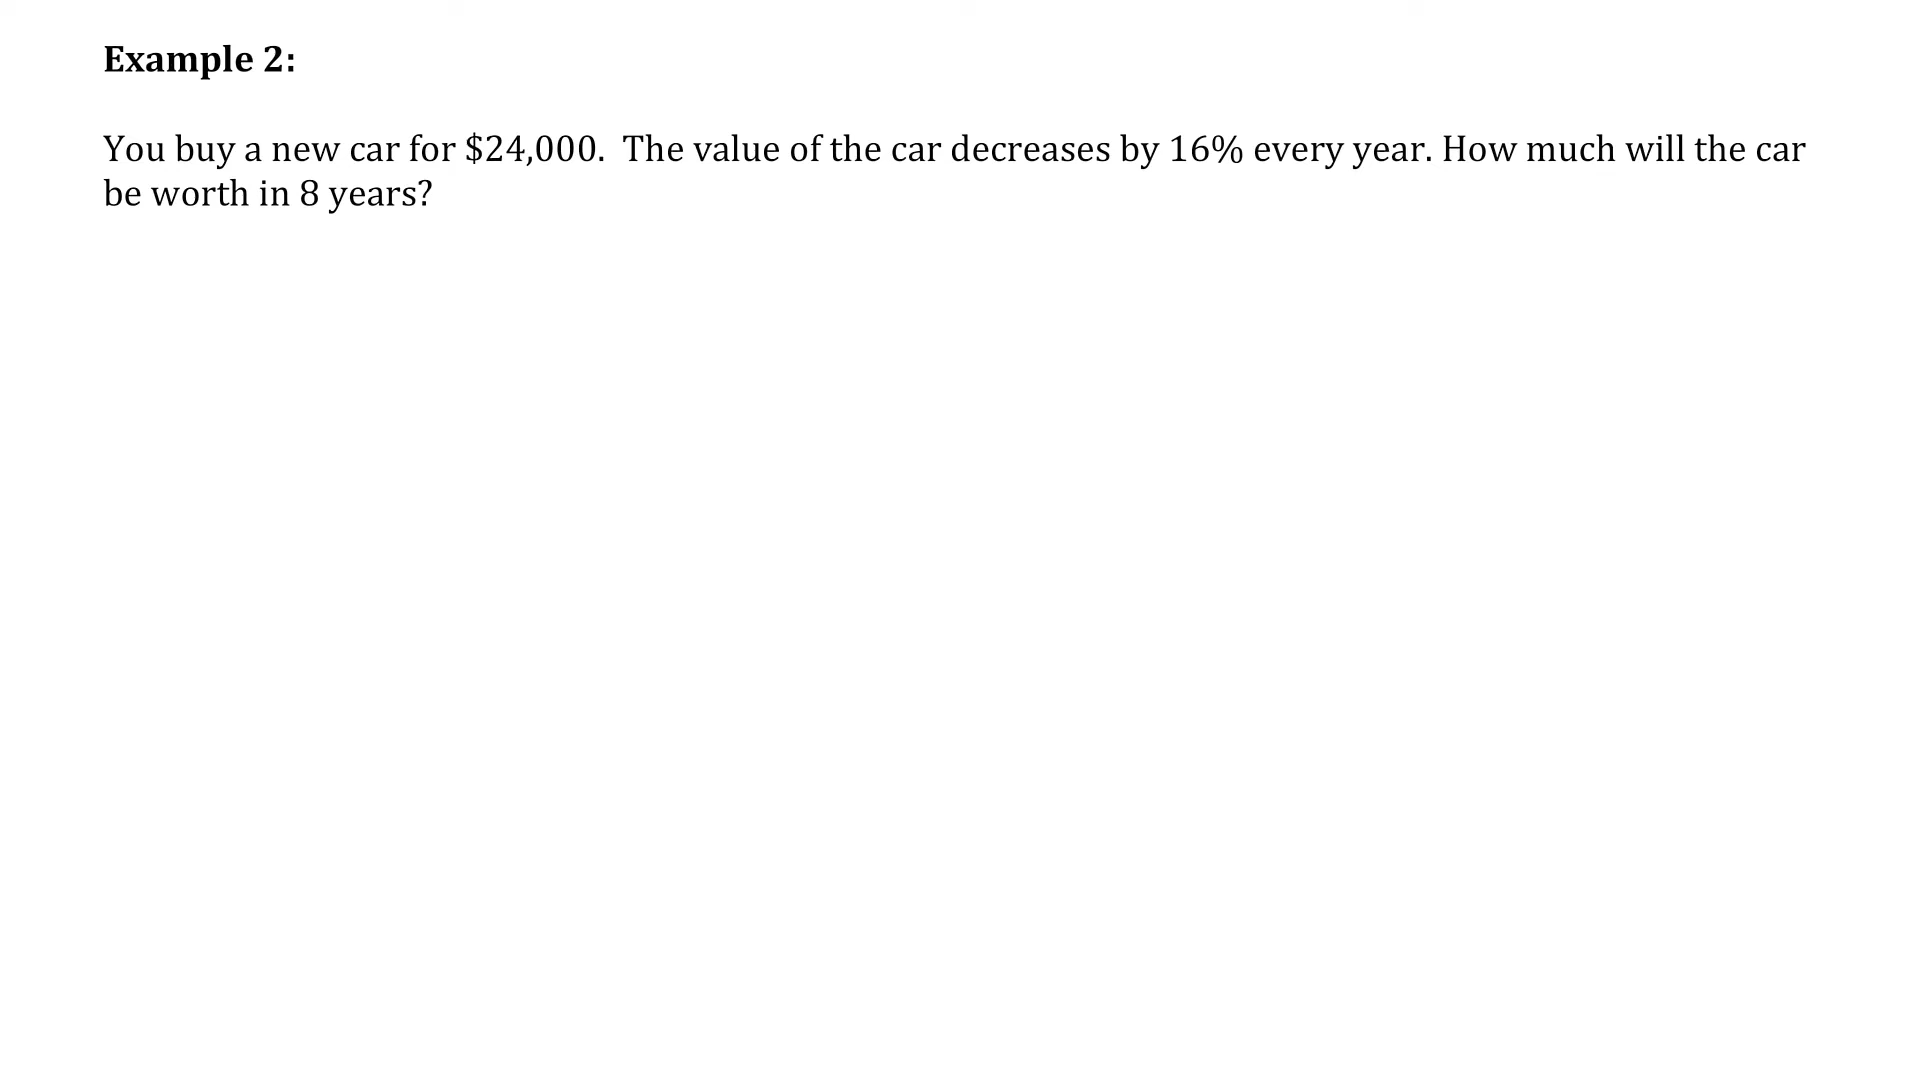 Example 2:
You buy a new car for $24,000.  The value of the car decreases by 16% every year. How much will the car
be worth in 8 years?